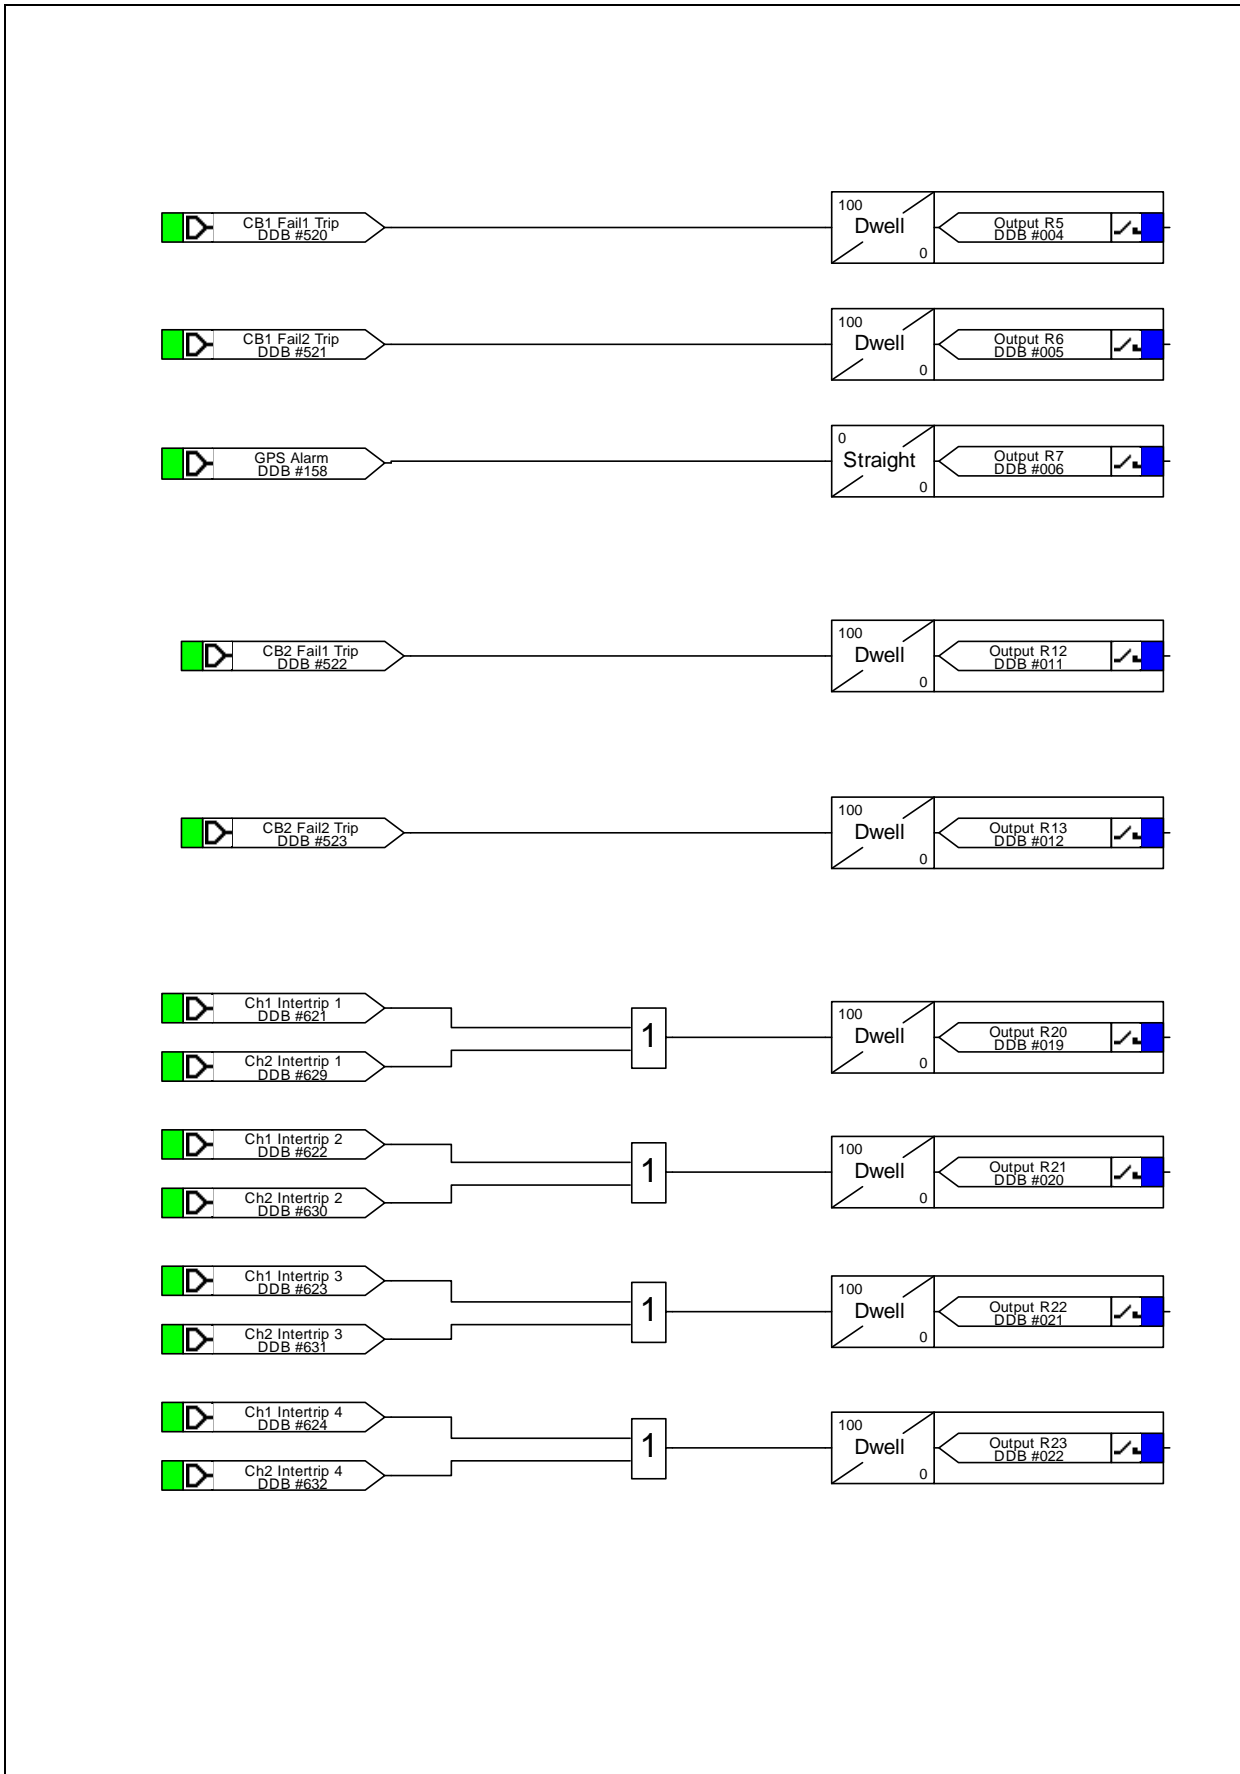 CB1 Fail1 Trip
DDB #520
100
Dwell
0
Output R5
DDB #004
CB1 Fail2 Trip
DDB #521
100
Dwell
0
Output R6
DDB #005
GPS Alarm
DDB #158
0
Straight
0
Output R7
DDB #006
CB2 Fail1 Trip
DDB #522
100
Dwell
0
Output R12
DDB #011
CB2 Fail2 Trip
DDB #523
100
Dwell
0
Output R13
DDB #012
Ch1 Intertrip 1
DDB #621
Ch2 Intertrip 1
DDB #629
1
100
Dwell
0
Output R20
DDB #019
Ch1 Intertrip 2
DDB #622
Ch2 Intertrip 2
DDB #630
1
100
Dwell
0
Output R21
DDB #020
Ch1 Intertrip 3
DDB #623
Ch2 Intertrip 3
DDB #631
1
100
Dwell
0
Output R22
DDB #021
Ch1 Intertrip 4
DDB #624
Ch2 Intertrip 4
DDB #632
1
100
Dwell
0
Output R23
DDB #022